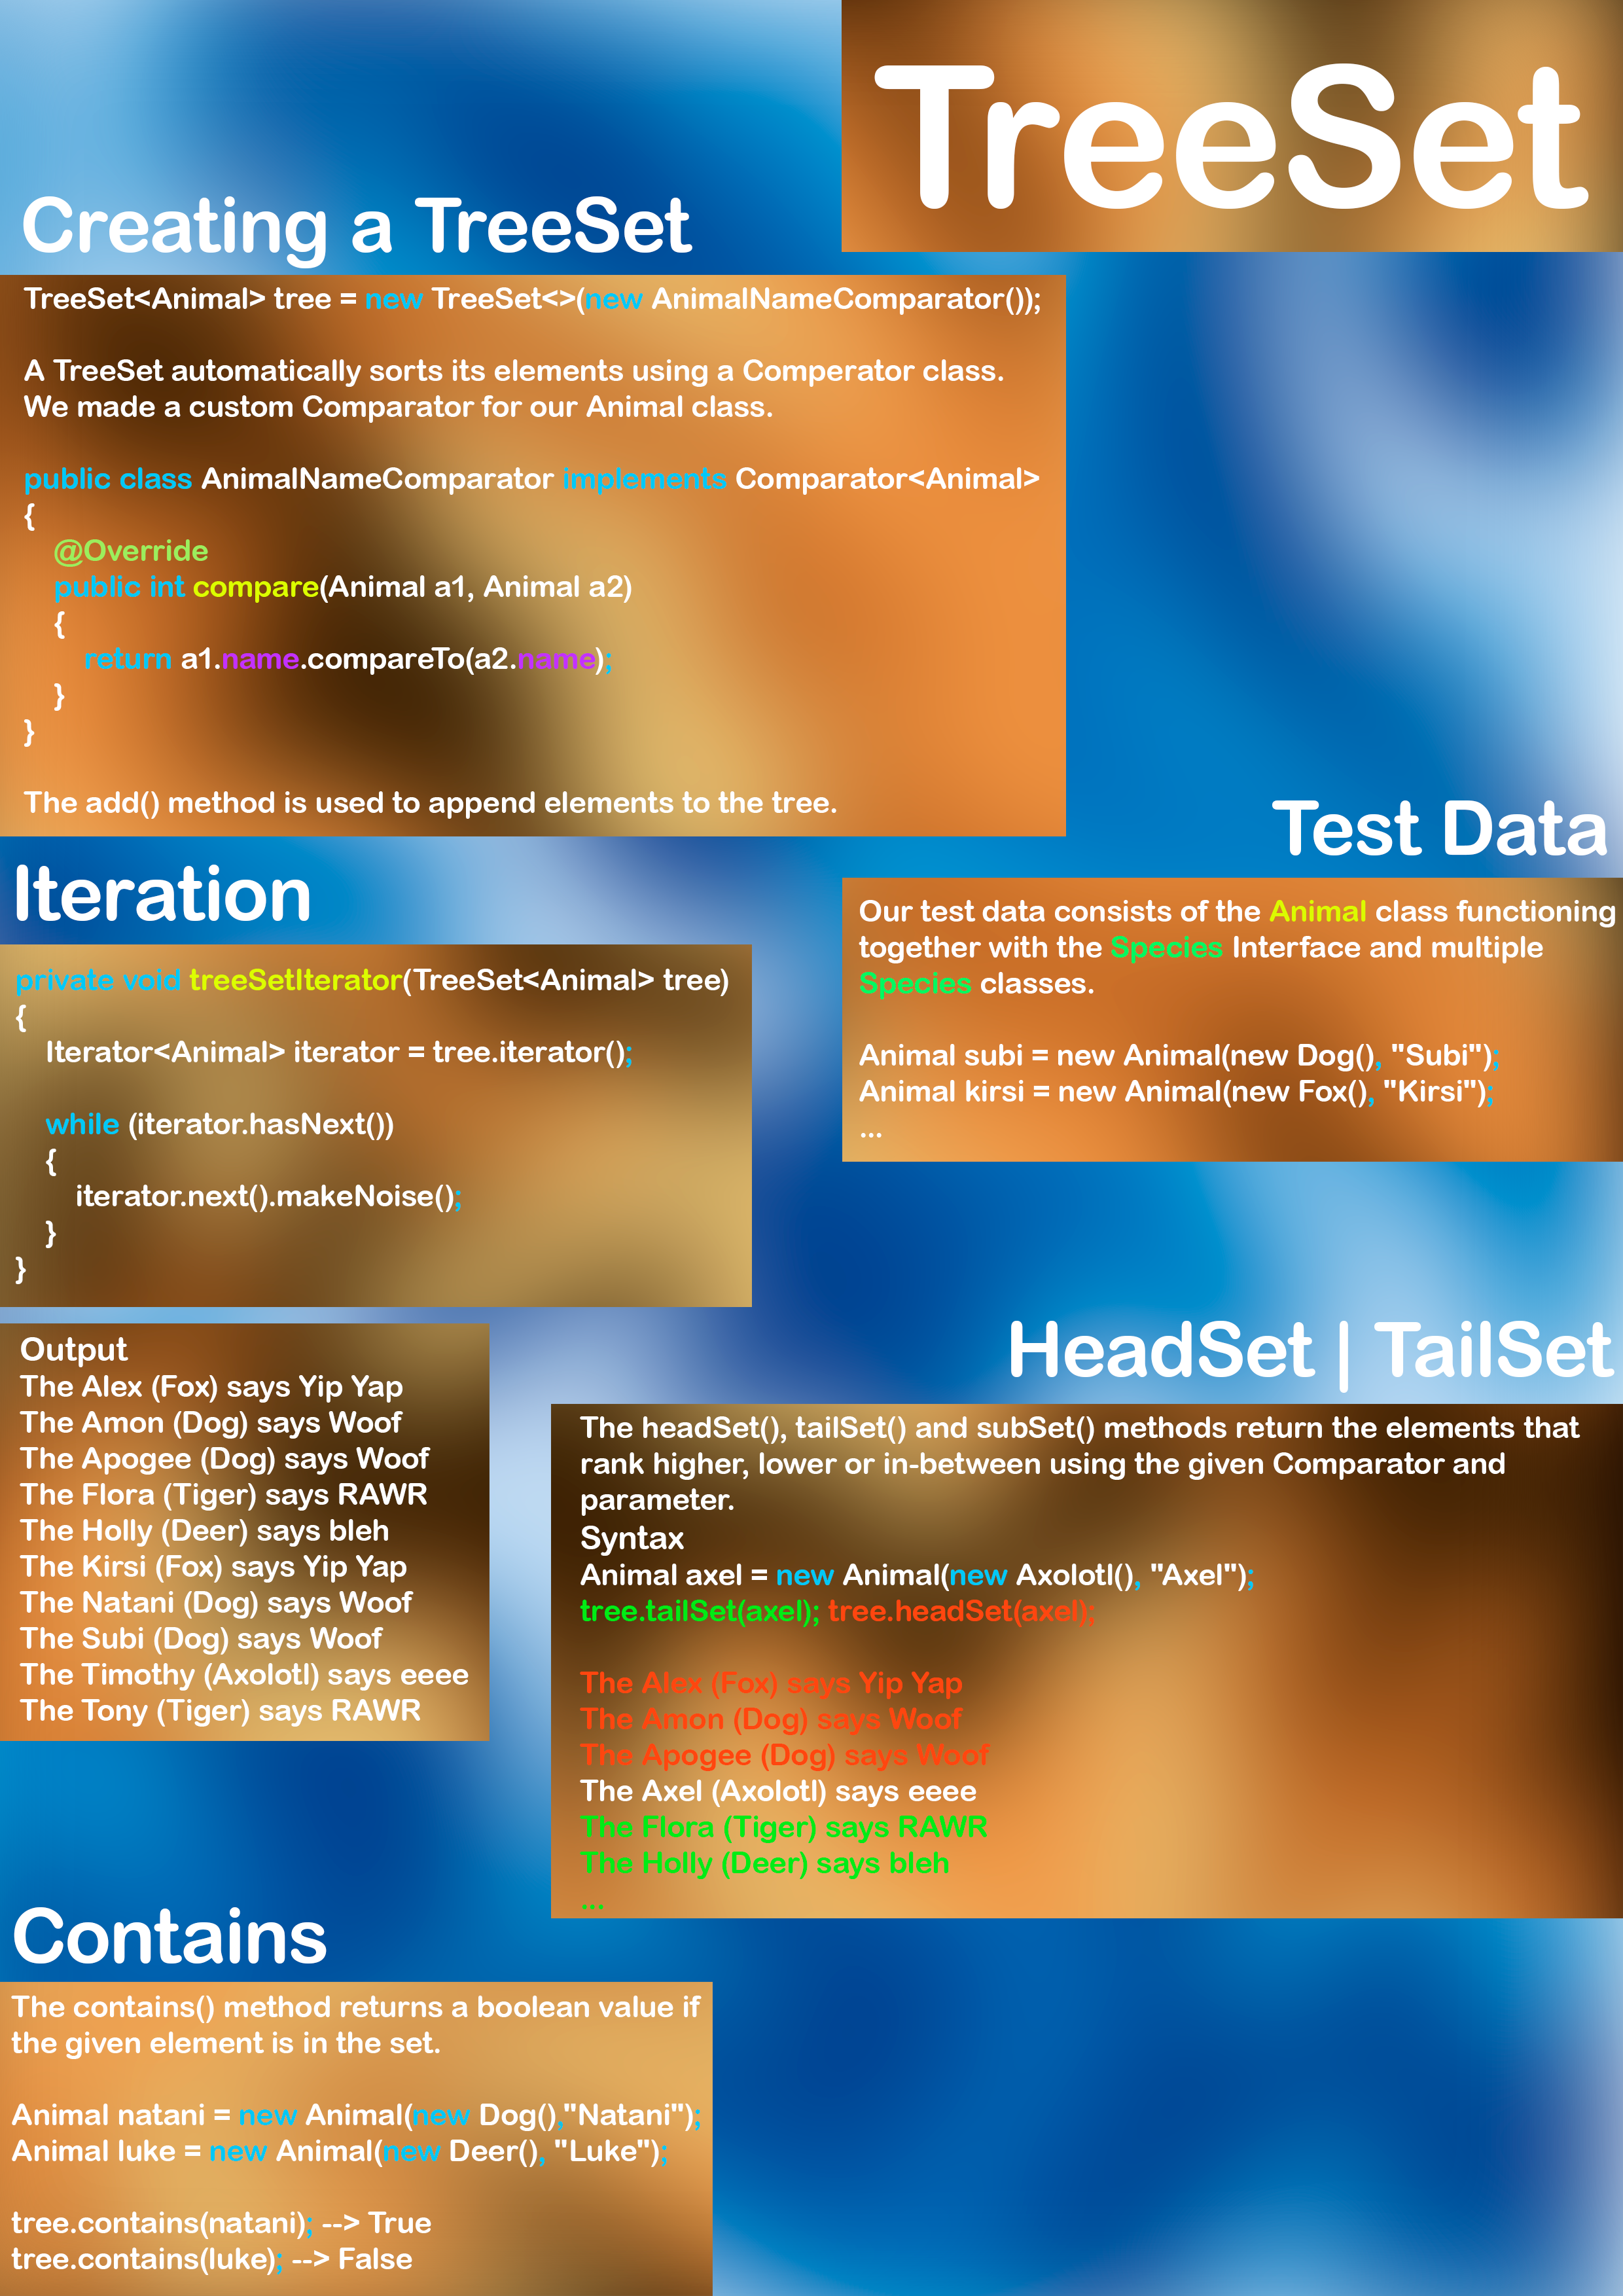 TreeSet
Creating a TreeSet
TreeSet<Animal> tree = new TreeSet<>(new AnimalNameComparator());
A TreeSet automatically sorts its elements using a Comperator class.
We made a custom Comparator for our Animal class.
public class AnimalNameComparator implements Comparator<Animal>
{
@Override
public int compare(Animal a1, Animal a2)
{
return a1.name.compareTo(a2.name);
}
}
The add() method is used to append elements to the tree.
Test Data
Our test data consists of the Animal class functioning
together with the Species Interface and multiple
Species classes.
Animal subi = new Animal(new Dog(), "Subi");
Animal kirsi = new Animal(new Fox(), "Kirsi");
...
Iteration
private void treeSetIterator(TreeSet<Animal> tree)
{
Iterator<Animal> iterator = tree.iterator();
while (iterator.hasNext())
{
iterator.next().makeNoise();
}
}
Output
The Alex (Fox) says Yip Yap
The Amon (Dog) says Woof
The Apogee (Dog) says Woof
The Flora (Tiger) says RAWR
The Holly (Deer) says bleh
The Kirsi (Fox) says Yip Yap
The Natani (Dog) says Woof
The Subi (Dog) says Woof
The Timothy (Axolotl) says eeee
The Tony (Tiger) says RAWR
HeadSet | TailSet
The headSet(), tailSet() and subSet() methods return the elements that
rank higher, lower or in-between using the given Comparator and
parameter.
Syntax
Animal axel = new Animal(new Axolotl(), "Axel");
tree.tailSet(axel); tree.headSet(axel);
The Alex (Fox) says Yip Yap
The Amon (Dog) says Woof
The Apogee (Dog) says Woof
The Axel (Axolotl) says eeee
The Flora (Tiger) says RAWR
The Holly (Deer) says bleh
...
Contains
The contains() method returns a boolean value if
the given element is in the set.
Animal natani = new Animal(new Dog(),"Natani");
Animal luke = new Animal(new Deer(), "Luke");
tree.contains(natani); --> True
tree.contains(luke); --> False